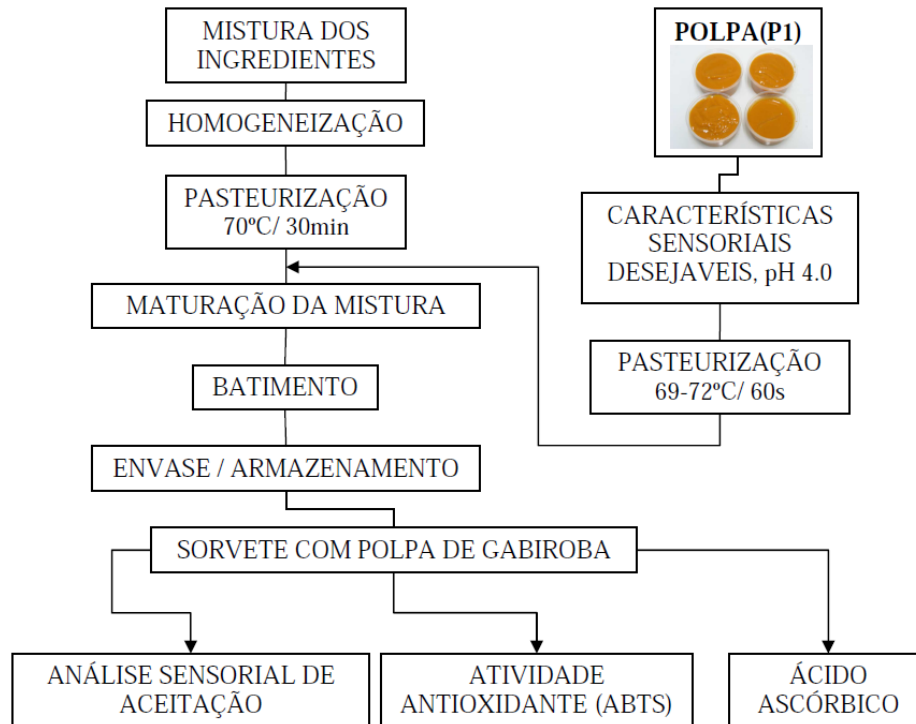 MISTURA DOS
INGREDIENTES
HOMOGENEIZAÇÃO
PASTEURIZAÇÃO
70ºC/ 30min
MATURAÇÃO DA MISTURA
BATIMENTO
ENVASE / ARMAZENAMENTO
POLPA(P1)
CARACTERÍSTICAS
SENSORIAIS
DESEJAVEIS, pH 4.0
PASTEURIZAÇÃO
69-72ºC/ 60s
SORVETE COM POLPA DE GABIROBA
ANÁLISE SENSORIAL DE
ACEITAÇÃO
ATIVIDADE
ANTIOXIDANTE (ABTS)
ÁCIDO
ASCÓRBICO